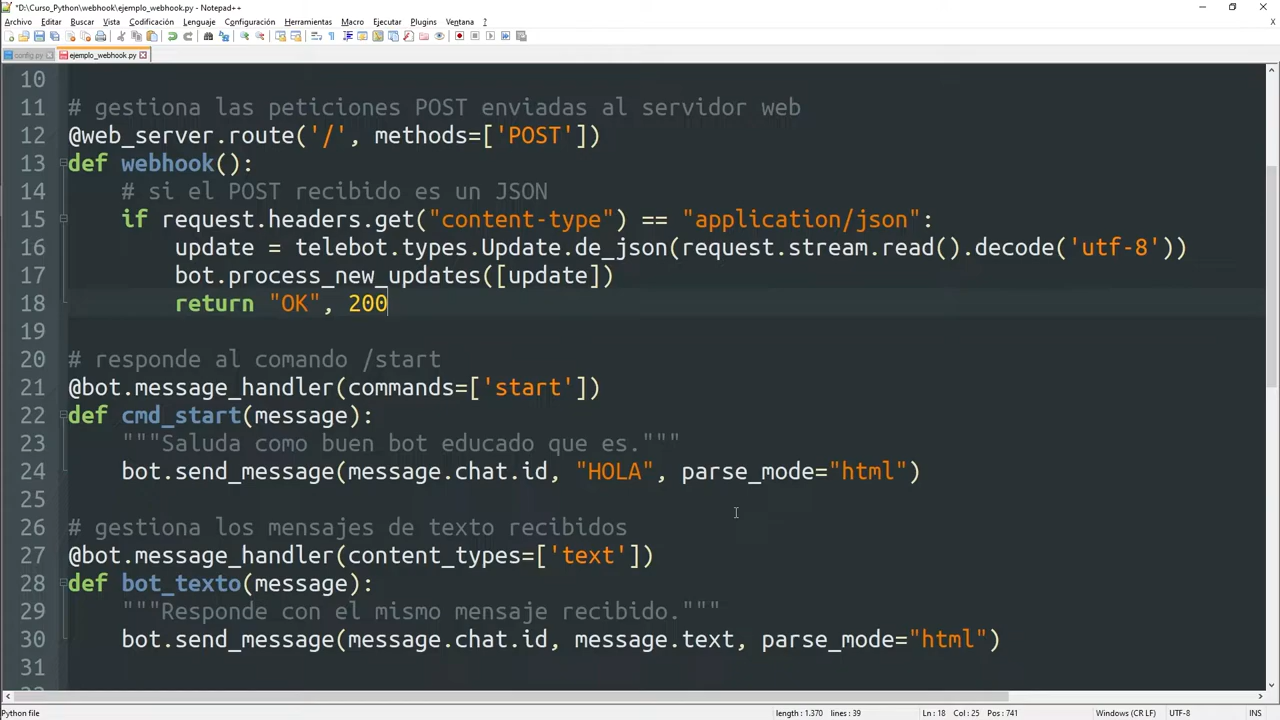 *D:\Curso_Python\webhook\ejemplo_webhook.py - Notepad++
Archivo Editar Buscar Vista Codificación Lenguaje Configuración Herramientas Macro Ejecutar Plugins Ventana ?
config.py ejemplo_webhook.py
10
11 # gestiona las peticiones POST enviadas al servidor web
12 @web_server.route('/', methods=['POST'])
13 def webhook():
14 # si el POST recibido es un JSON
15 if request.headers.get("content-type") == "application/json":
16 update = telebot.types.Update.de_json(request.stream.read().decode('utf-8'))
17 bot.process_new_updates([update])
18 return "OK", 200
19
20 # responde al comando /start
21 @bot.message_handler(commands=['start'])
22 def cmd_start(message):
23 """Saluda como buen bot educado que es."""
24 bot.send_message(message.chat.id, "HOLA", parse_mode="html")
25
26 # gestiona los mensajes de texto recibidos
27 @bot.message_handler(content_types=['text'])
28 def bot_texto(message):
29 """Responde con el mismo mensaje recibido."""
30 bot.send_message(message.chat.id, message.text, parse_mode="html")
31
Python file length : 1.370 lines : 39 Ln : 18 Col : 25 Pos : 741 Windows (CR LF) UTF-8 INS